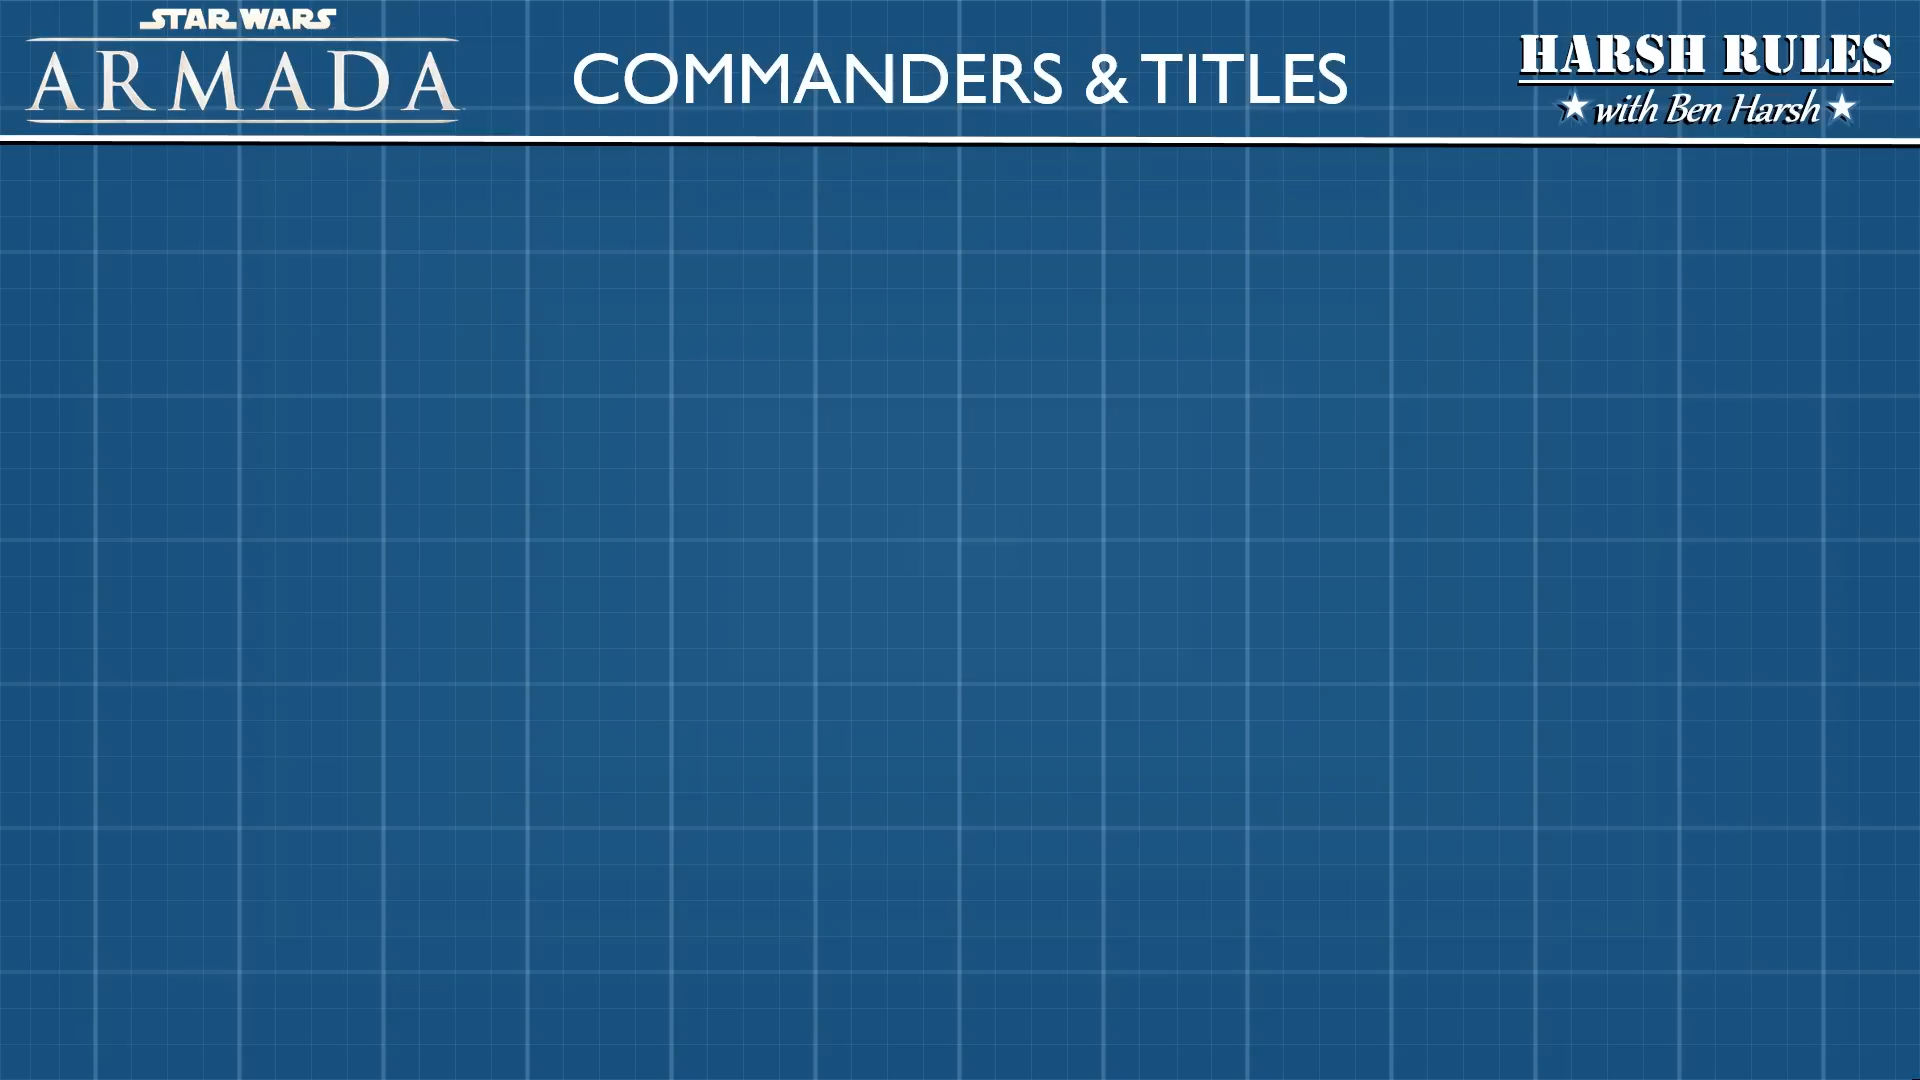 STAR WARS
ARMADA
COMMANDERS & TITLES
HARSH RULES
with Ben Harsh